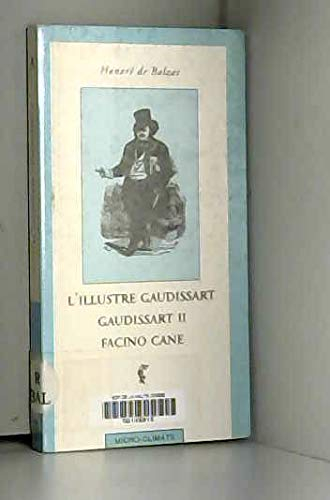 Honoré de Balzac
L'ILLUSTRE GAUDISSART
GAUDISSART II
FACINO CANE
R
BAL
MICRO-CLIMATS